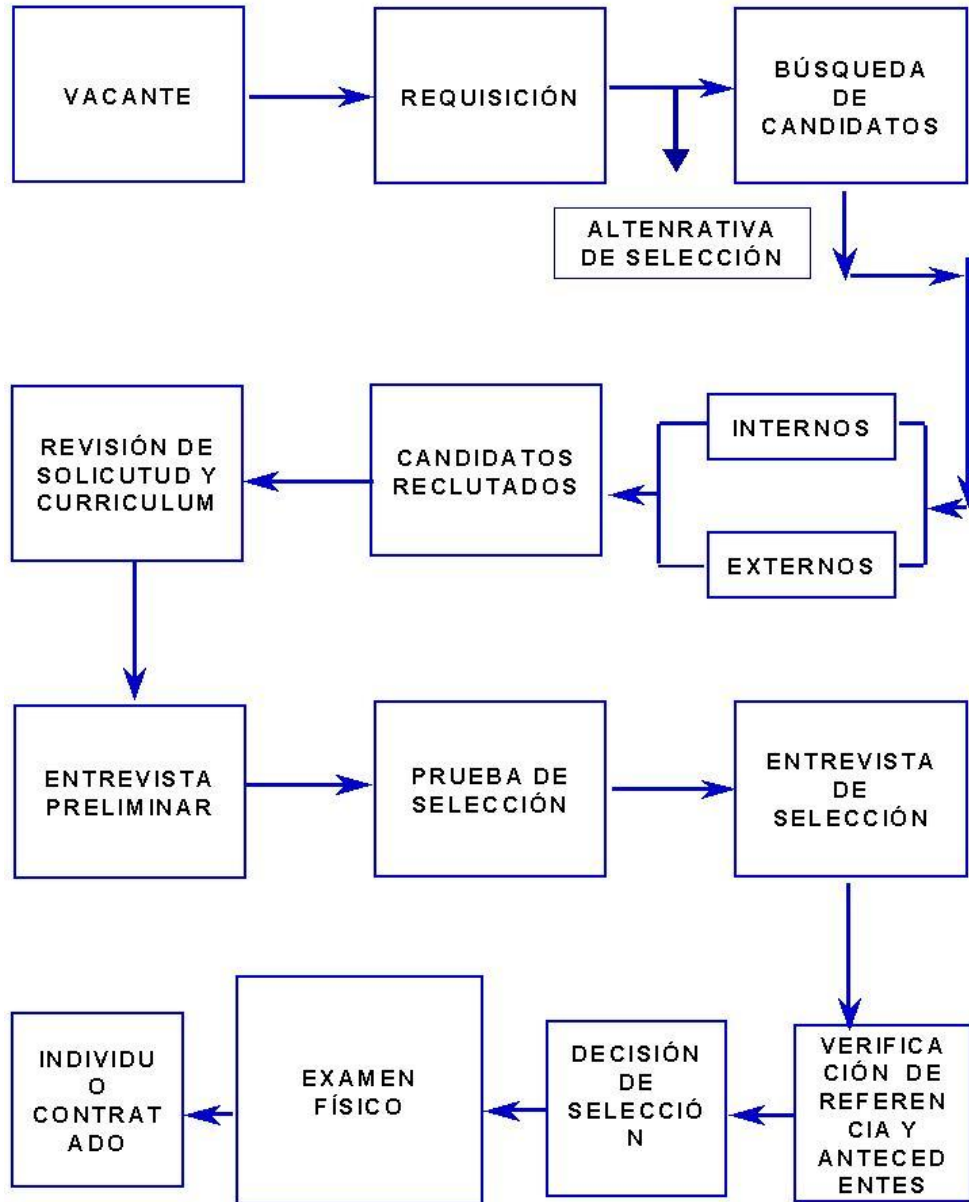 VACANTE
REQUISICIÓN
BÚSQUEDA
DE
CANDIDATOS
ALTENRATIVA
DE SELECCIÓN
INTERNOS
EXTERNOS
CANDIDATOS
RECLUTADOS
REVISIÓN DE
SOLICUTUD Y
CURRICULUM
ENTREVISTA
PRELIMINAR
PRUEBA DE
SELECCIÓN
ENTREVISTA
DE
SELECCIÓN
VERIFICA
CIÓN DE
REFEREN
CIA Y
ANTECED
ENTES
DECISIÓN
DE
SELECCIÓ
N
EXAMEN
FÍSICO
INDIVIDU
O
CONTRAT
ADO